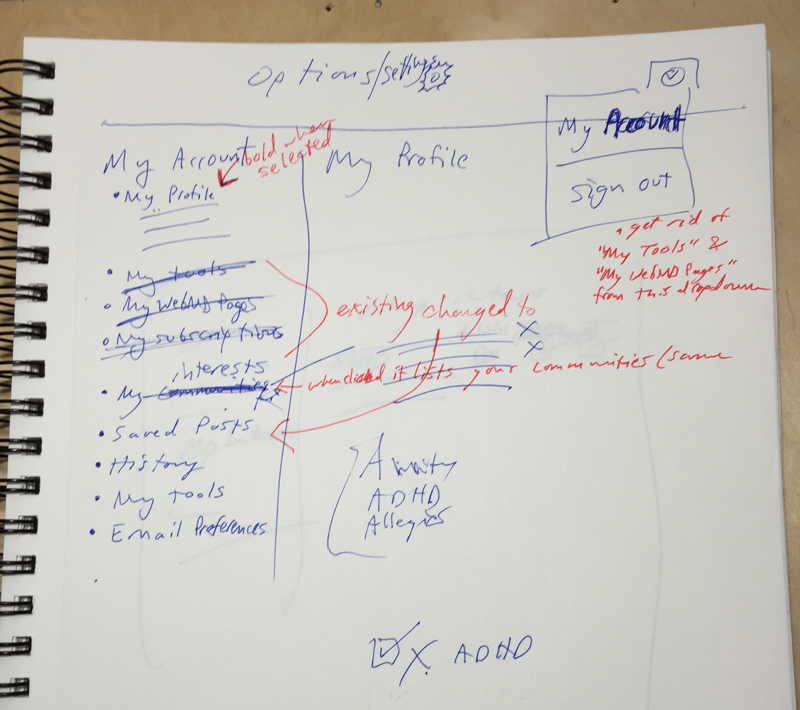 Options/settings
My Account
Sign out
My Account
bold when
selected
My Profile
• My Profile
• get rid of
"My Tools" &
"My WebMD Pages"
from this dropdown
• My Tools
• My WebMD Pages
• My subscriptions
existing changed to
x
x
interests
• My communities
when clicked it lists your communities (same
• Saved Posts
• History
• My Tools
• Email Preferences
ADHD
Allergies
X ADHD